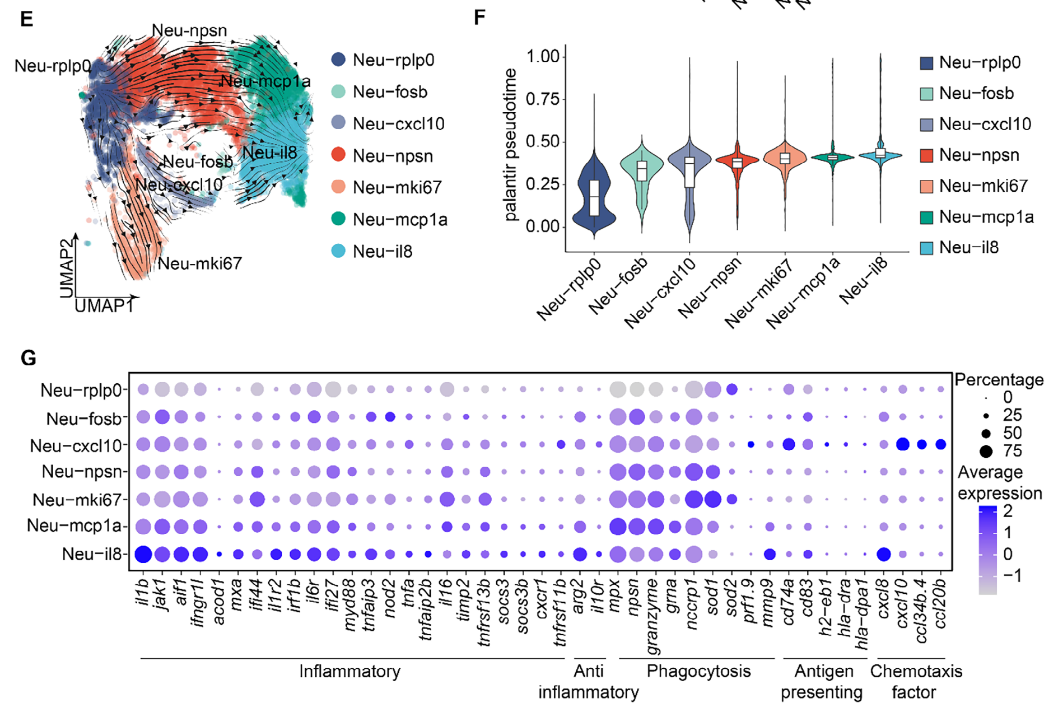 E
Neu-npsn
Neu-rplp0
Neu-mcp1a
Neu-fosb
Neu-il8
Neu-cxcl10
Neu-mki67
UMAP2
UMAP1
Neu−rplp0
Neu−fosb
Neu−cxcl10
Neu−npsn
Neu−mki67
Neu−mcp1a
Neu−il8
F
palantir pseudotime
1.00
0.75
0.50
0.25
0.00
Neu−rplp0
Neu−fosb
Neu−cxcl10
Neu−npsn
Neu−mki67
Neu−mcp1a
Neu−il8
Neu−rplp0
Neu−fosb
Neu−cxcl10
Neu−npsn
Neu−mki67
Neu−mcp1a
Neu−il8
G
Neu−rplp0
Neu−fosb
Neu−cxcl10
Neu−npsn
Neu−mki67
Neu−mcp1a
Neu−il8
il1b
jak1
aif1
ifngr1l
acod1
mxa
ifi44
il1r2
irf1b
il6r
ifi27
myd88
tnfaip3
nod2
tnfa
tnfaip2b
il16
timp2
tnfrsf13b
socs3
socs3b
cxcr1
tnfrsf11b
arg2
il10r
mpx
npsn
granzyme
grna
nccrp1
sod1
sod2
prf1.9
mmp9
cd74a
cd83
h2−eb1
hla−dra
hla−dpa1
cxcl8
cxcl10
ccl34b.4
ccl20b
Inflammatory
Anti
inflammatory
Phagocytosis
Antigen
presenting
Chemotaxis
factor
Percentage
0
25
50
75
Average
expression
2
1
0
−1